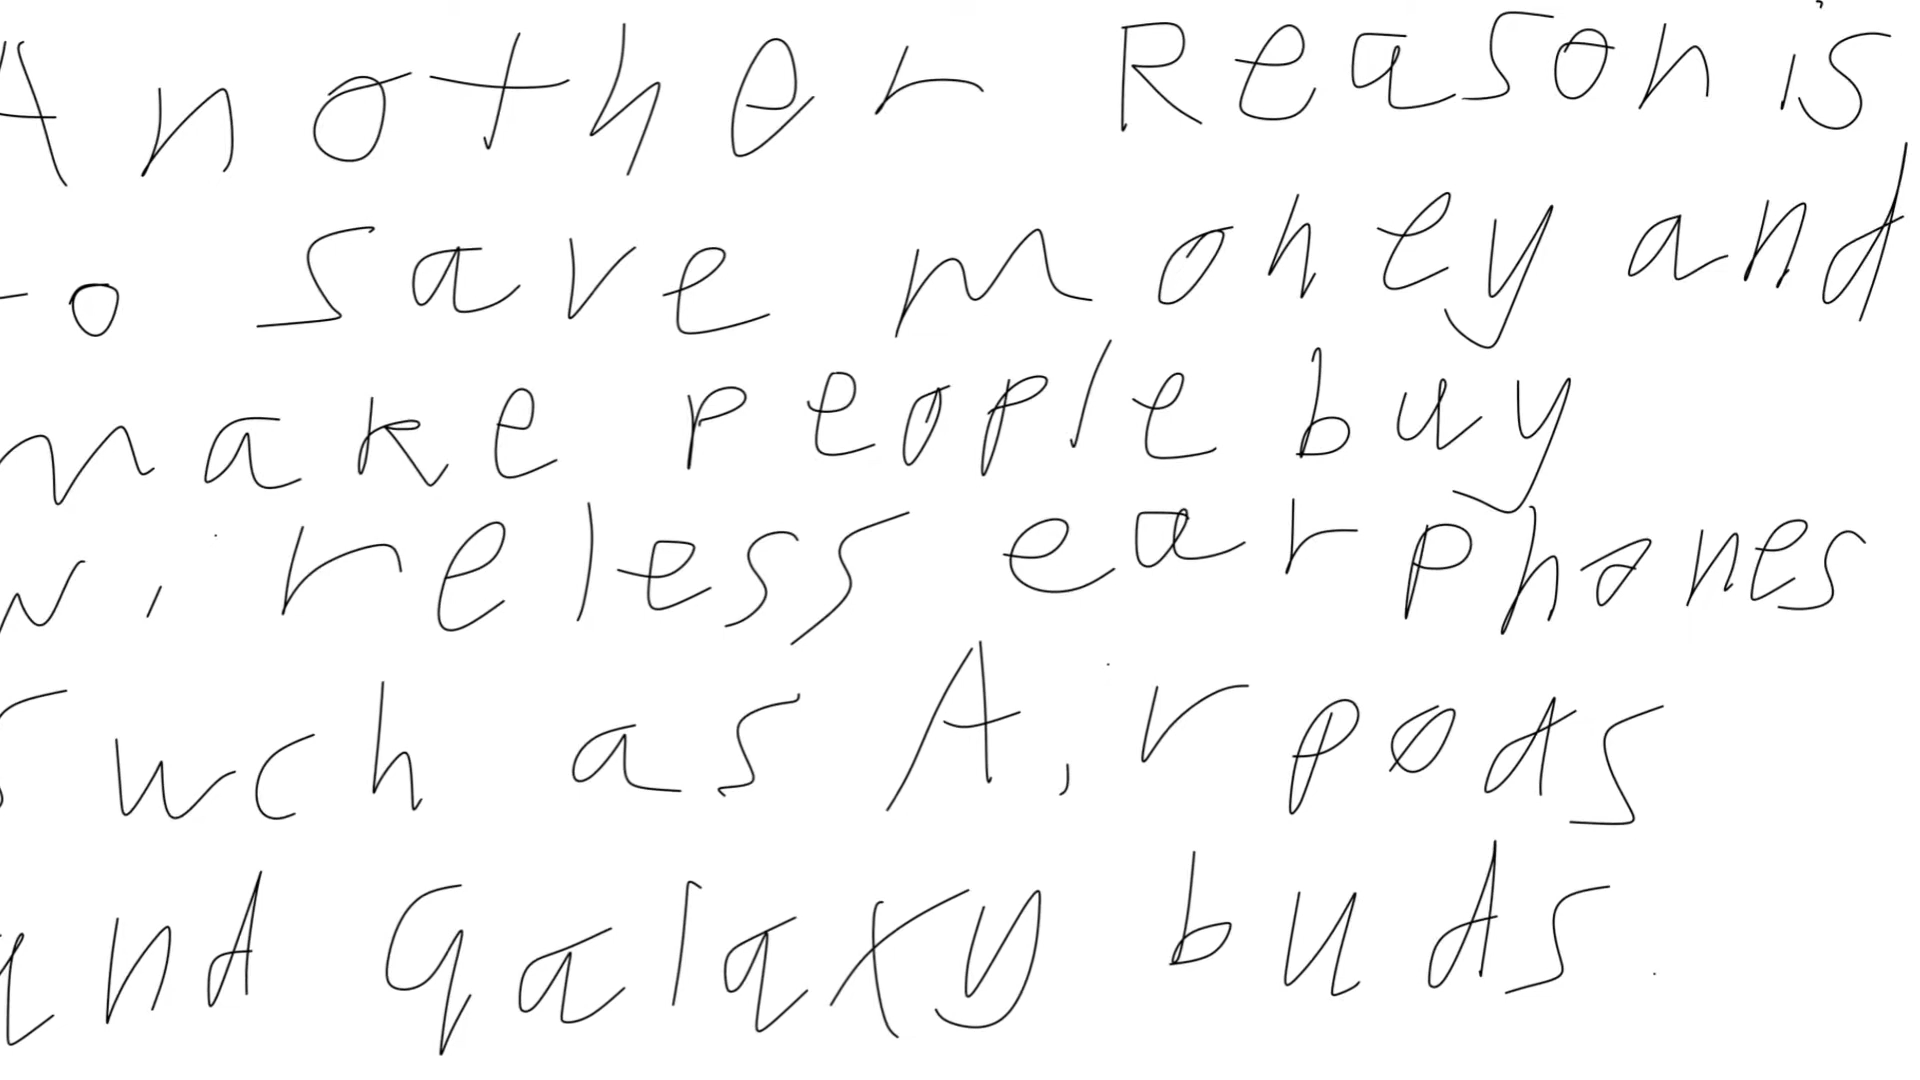 Another Reason is
to save money and
make people buy
wireless earphones
such as Airpods
and Galaxy buds.